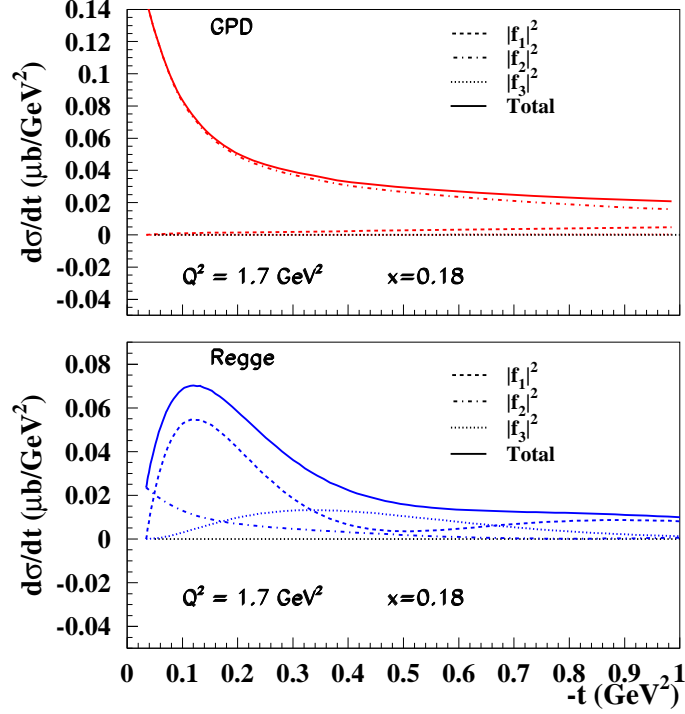 GPD
|f₁|²
|f₂|²
|f₃|²
Total
dσ/dt (μb/GeV²)
0.14
0.12
0.1
0.08
0.06
0.04
0.02
0
-0.02
-0.04
Q² = 1.7 GeV² x=0.18
Regge
|f₁|²
|f₂|²
|f₃|²
Total
dσ/dt (μb/GeV²)
0.08
0.06
0.04
0.02
0
-0.02
-0.04
Q² = 1.7 GeV² x=0.18
0 0.1 0.2 0.3 0.4 0.5 0.6 0.7 0.8 0.9 1
-t (GeV²)